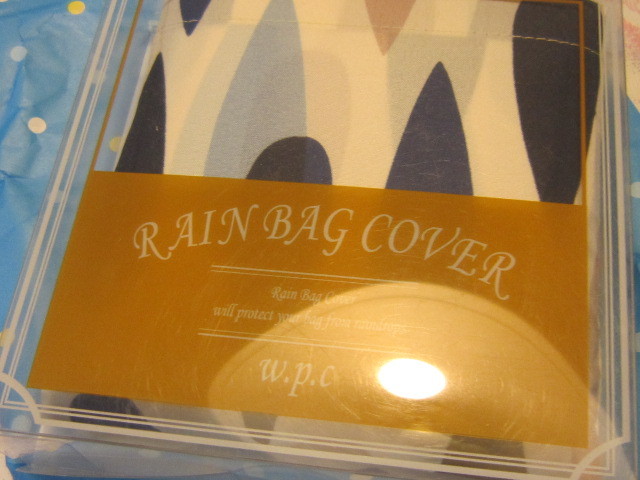 RAIN BAG COVER
Rain Bag Cover
will protect your bag from raindrops.
w.p.c